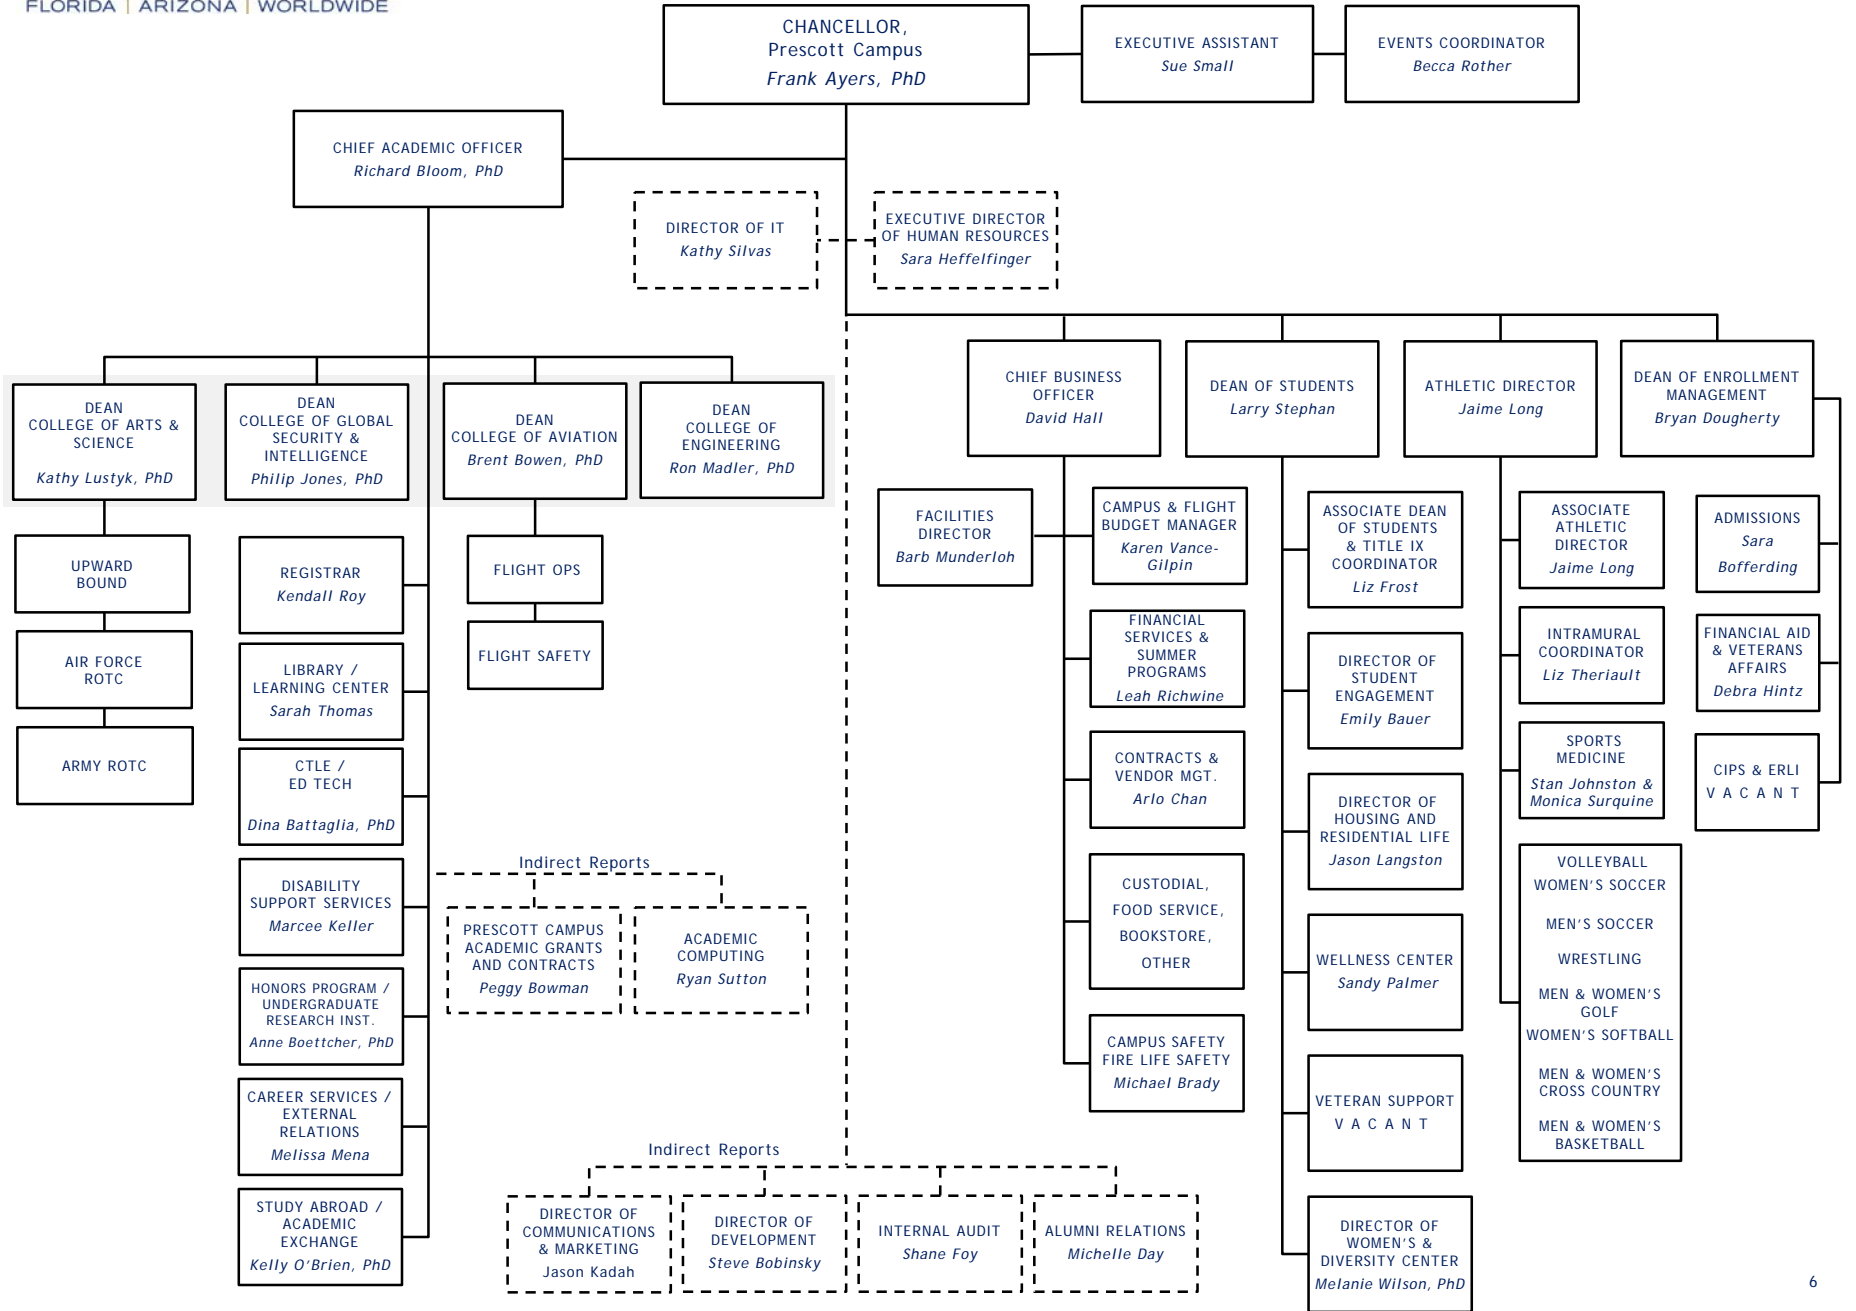 FLORIDA | ARIZONA | WORLDWIDE
CHANCELLOR,
Prescott Campus
Frank Ayers, PhD
EXECUTIVE ASSISTANT
Sue Small
EVENTS COORDINATOR
Becca Rother
CHIEF ACADEMIC OFFICER
Richard Bloom, PhD
DIRECTOR OF IT
Kathy Silvas
EXECUTIVE DIRECTOR
OF HUMAN RESOURCES
Sara Heffelfinger
DEAN
COLLEGE OF ARTS &
SCIENCE
Kathy Lustyk, PhD
DEAN
COLLEGE OF GLOBAL
SECURITY &
INTELLIGENCE
Philip Jones, PhD
DEAN
COLLEGE OF AVIATION
Brent Bowen, PhD
DEAN
COLLEGE OF
ENGINEERING
Ron Madler, PhD
CHIEF BUSINESS
OFFICER
David Hall
DEAN OF STUDENTS
Larry Stephan
ATHLETIC DIRECTOR
Jaime Long
DEAN OF ENROLLMENT
MANAGEMENT
Bryan Dougherty
UPWARD
BOUND
AIR FORCE
ROTC
ARMY ROTC
REGISTRAR
Kendall Roy
LIBRARY /
LEARNING CENTER
Sarah Thomas
CTLE /
ED TECH
Dina Battaglia, PhD
DISABILITY
SUPPORT SERVICES
Marcee Keller
HONORS PROGRAM /
UNDERGRADUATE
RESEARCH INST.
Anne Boettcher, PhD
CAREER SERVICES /
EXTERNAL
RELATIONS
Melissa Mena
STUDY ABROAD /
ACADEMIC
EXCHANGE
Kelly O'Brien, PhD
FLIGHT OPS
FLIGHT SAFETY
Indirect Reports
PRESCOTT CAMPUS
ACADEMIC GRANTS
AND CONTRACTS
Peggy Bowman
ACADEMIC
COMPUTING
Ryan Sutton
Indirect Reports
DIRECTOR OF
COMMUNICATIONS
& MARKETING
Jason Kadah
DIRECTOR OF
DEVELOPMENT
Steve Bobinsky
INTERNAL AUDIT
Shane Foy
ALUMNI RELATIONS
Michelle Day
FACILITIES
DIRECTOR
Barb Munderloh
CAMPUS & FLIGHT
BUDGET MANAGER
Karen Vance-
Gilpin
FINANCIAL
SERVICES &
SUMMER
PROGRAMS
Leah Richwine
CONTRACTS &
VENDOR MGT.
Arlo Chan
CUSTODIAL,
FOOD SERVICE,
BOOKSTORE,
OTHER
CAMPUS SAFETY
FIRE LIFE SAFETY
Michael Brady
ASSOCIATE DEAN
OF STUDENTS
& TITLE IX
COORDINATOR
Liz Frost
DIRECTOR OF
STUDENT
ENGAGEMENT
Emily Bauer
DIRECTOR OF
HOUSING AND
RESIDENTIAL LIFE
Jason Langston
WELLNESS CENTER
Sandy Palmer
VETERAN SUPPORT
V A C A N T
DIRECTOR OF
WOMEN'S &
DIVERSITY CENTER
Melanie Wilson, PhD
ASSOCIATE
ATHLETIC
DIRECTOR
Jaime Long
INTRAMURAL
COORDINATOR
Liz Theriault
SPORTS
MEDICINE
Stan Johnston &
Monica Surquine
VOLLEYBALL
WOMEN'S SOCCER
MEN'S SOCCER
WRESTLING
MEN & WOMEN'S
GOLF
WOMEN'S SOFTBALL
MEN & WOMEN'S
CROSS COUNTRY
MEN & WOMEN'S
BASKETBALL
ADMISSIONS
Sara
Bofferding
FINANCIAL AID
& VETERANS
AFFAIRS
Debra Hintz
CIPS & ERLI
V A C A N T
6